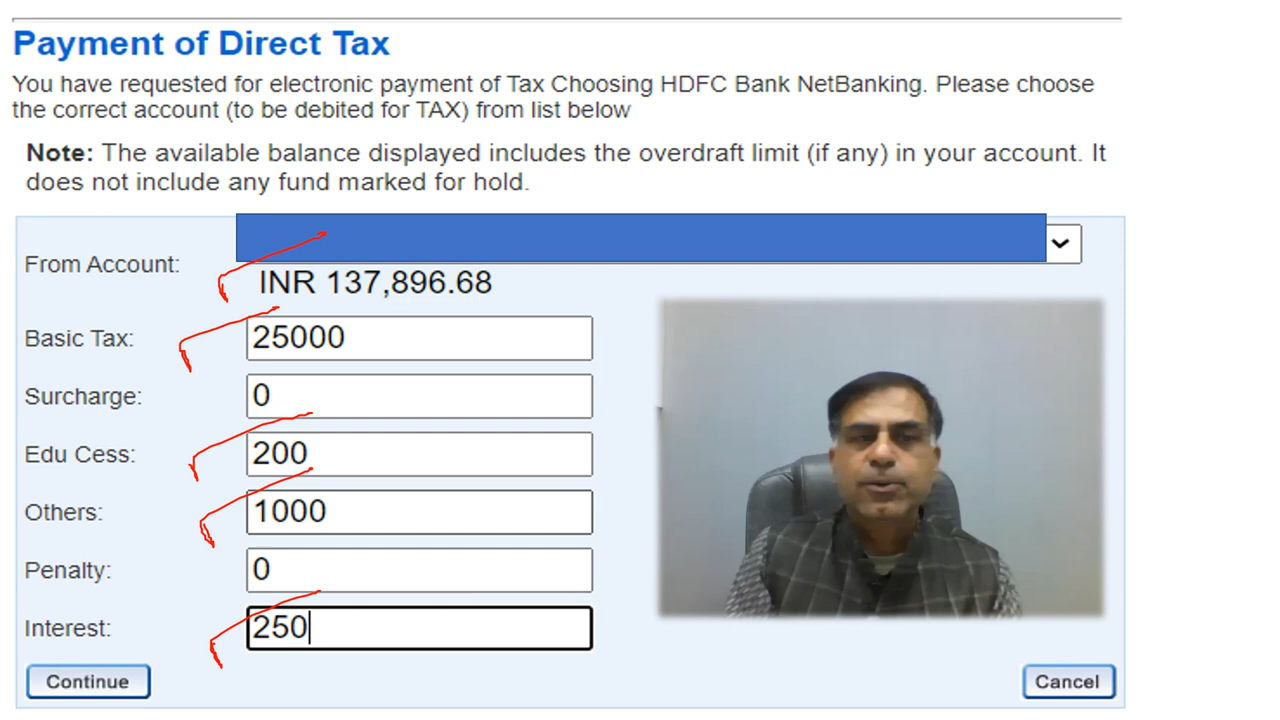 Payment of Direct Tax
You have requested for electronic payment of Tax Choosing HDFC Bank NetBanking. Please choose
the correct account (to be debited for TAX) from list below
Note: The available balance displayed includes the overdraft limit (if any) in your account. It
does not include any fund marked for hold.
From Account:
INR 137,896.68
Basic Tax: 25000
Surcharge: 0
Edu Cess: 200
Others: 1000
Penalty: 0
Interest: 250
Continue Cancel